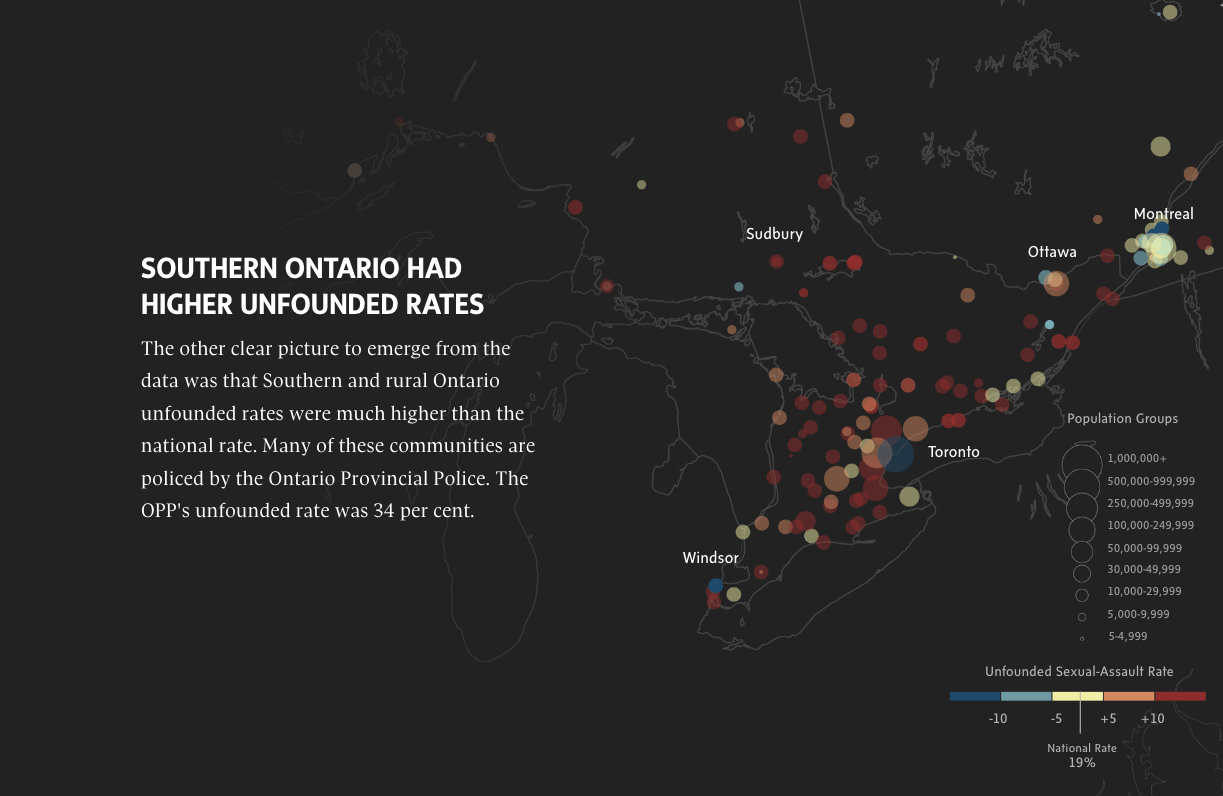 Montreal
Sudbury
Ottawa
SOUTHERN ONTARIO HAD
HIGHER UNFOUNDED RATES
The other clear picture to emerge from the
data was that Southern and rural Ontario
unfounded rates were much higher than the
national rate. Many of these communities are
policed by the Ontario Provincial Police. The
OPP's unfounded rate was 34 per cent.
Toronto
Windsor
Population Groups
1,000,000+
500,000-999,999
250,000-499,999
100,000-249,999
50,000-99,999
30,000-49,999
10,000-29,999
5,000-9,999
5-4,999
Unfounded Sexual-Assault Rate
-10 -5 +5 +10
National Rate
19%